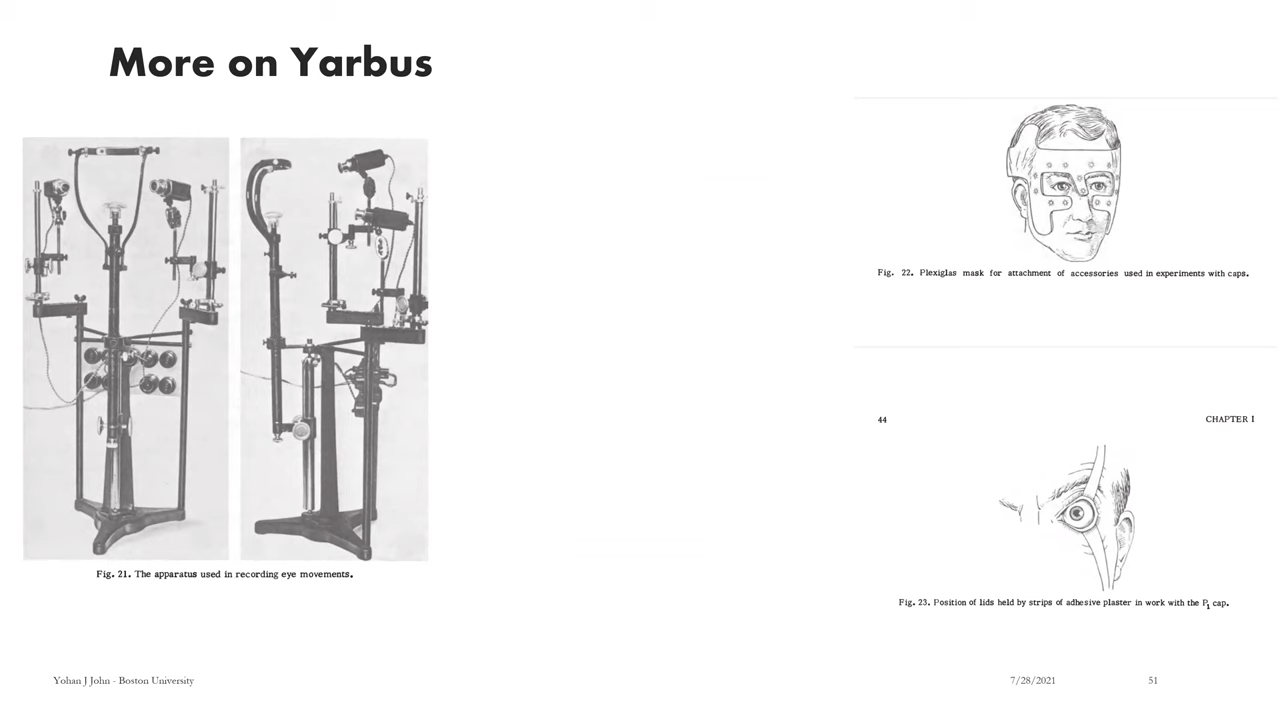 More on Yarbus
Fig. 21. The apparatus used in recording eye movements.
Fig. 22. Plexiglas mask for attachment of accessories used in experiments with caps.
44
CHAPTER I
Fig. 23. Position of lids held by strips of adhesive plaster in work with the P₁ cap.
Yohan J John - Boston University
7/28/2021
51